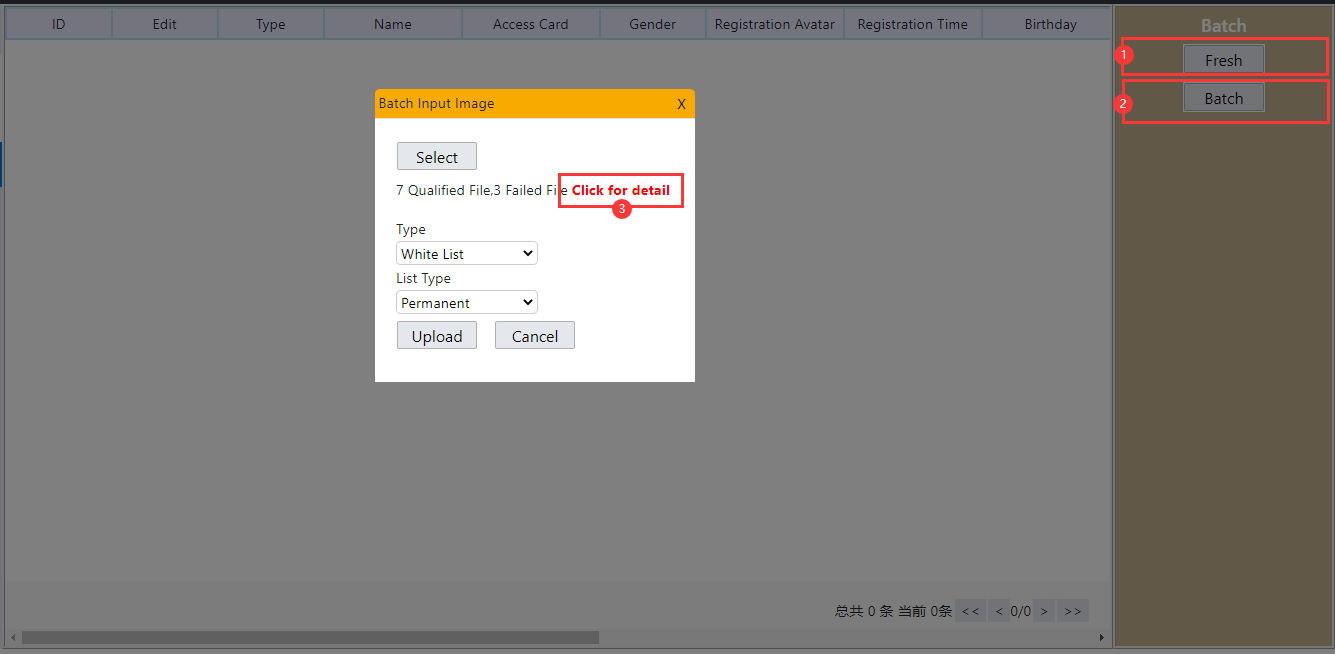 ID Edit Type Name Access Card Gender Registration Avatar Registration Time Birthday
Batch
1 Fresh
2 Batch
Batch Input Image X
Select
7 Qualified File,3 Failed File Click for detail
3
Type
White List
List Type
Permanent
Upload Cancel
总共 0 条 当前 0条 << < 0/0 > >>